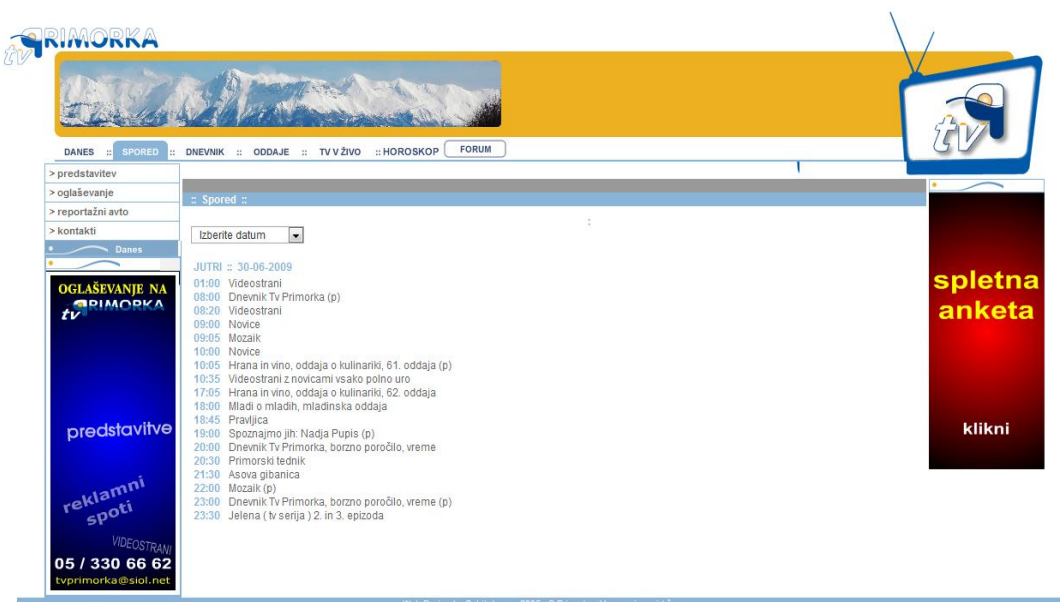 tv PRIMORKA
tv
DANES :: SPORED :: DNEVNIK :: ODDAJE :: TV V ŽIVO :: HOROSKOP FORUM
> predstavitev
> oglaševanje
> reportažni avto
> kontakti
Danes
OGLAŠEVANJE NA
tv PRIMORKA
predstavitve
reklamni
spoti
VIDEOSTRANI
05 / 330 66 62
tvprimorka@siol.net
:: Spored ::
:
Izberite datum
JUTRI :: 30-06-2009
01:00 Videostrani
08:00 Dnevnik Tv Primorka (p)
08:20 Videostrani
09:00 Novice
09:05 Mozaik
10:00 Novice
10:05 Hrana in vino, oddaja o kulinariki, 61. oddaja (p)
10:35 Videostrani z novicami vsako polno uro
17:05 Hrana in vino, oddaja o kulinariki, 62. oddaja
18:00 Mladi o mladih, mladinska oddaja
18:45 Pravljica
19:00 Spoznajmo jih: Nadja Pupis (p)
20:00 Dnevnik Tv Primorka, borzno poročilo, vreme
20:30 Primorski tednik
21:30 Asova gibanica
22:00 Mozaik (p)
23:00 Dnevnik Tv Primorka, borzno poročilo, vreme (p)
23:30 Jelena ( tv serija ) 2. in 3. epizoda
spletna
anketa
klikni